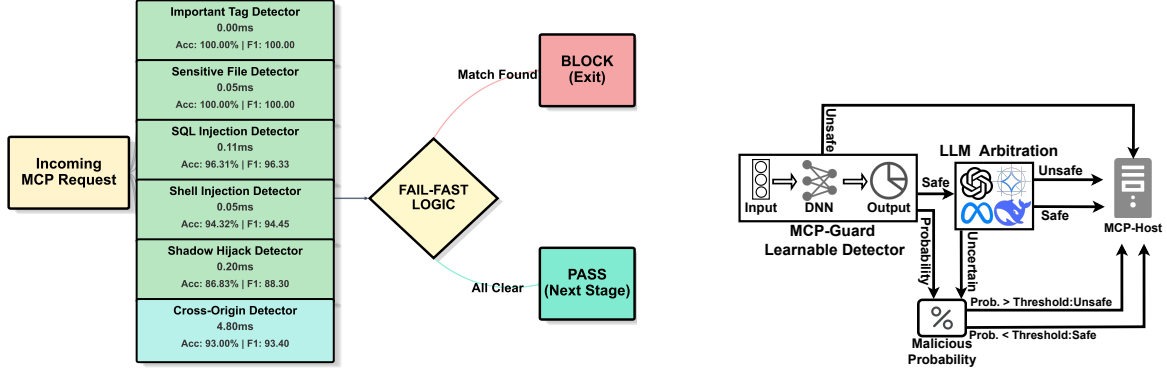 Important Tag Detector
0.00ms
Acc: 100.00% | F1: 100.00
Sensitive File Detector
0.05ms
Acc: 100.00% | F1: 100.00
SQL Injection Detector
0.11ms
Acc: 96.31% | F1: 96.33
Shell Injection Detector
0.05ms
Acc: 94.32% | F1: 94.45
Shadow Hijack Detector
0.20ms
Acc: 86.83% | F1: 88.30
Cross-Origin Detector
4.80ms
Acc: 93.00% | F1: 93.40
Incoming
MCP Request
FAIL-FAST
LOGIC
Match Found
BLOCK
(Exit)
All Clear
PASS
(Next Stage)
Unsafe
Input
DNN
Output
MCP-Guard
Learnable Detector
Safe
LLM Arbitration
Unsafe
Safe
MCP-Host
Probability
Uncertain
%
Malicious
Probability
Prob. > Threshold:Unsafe
Prob. < Threshold:Safe